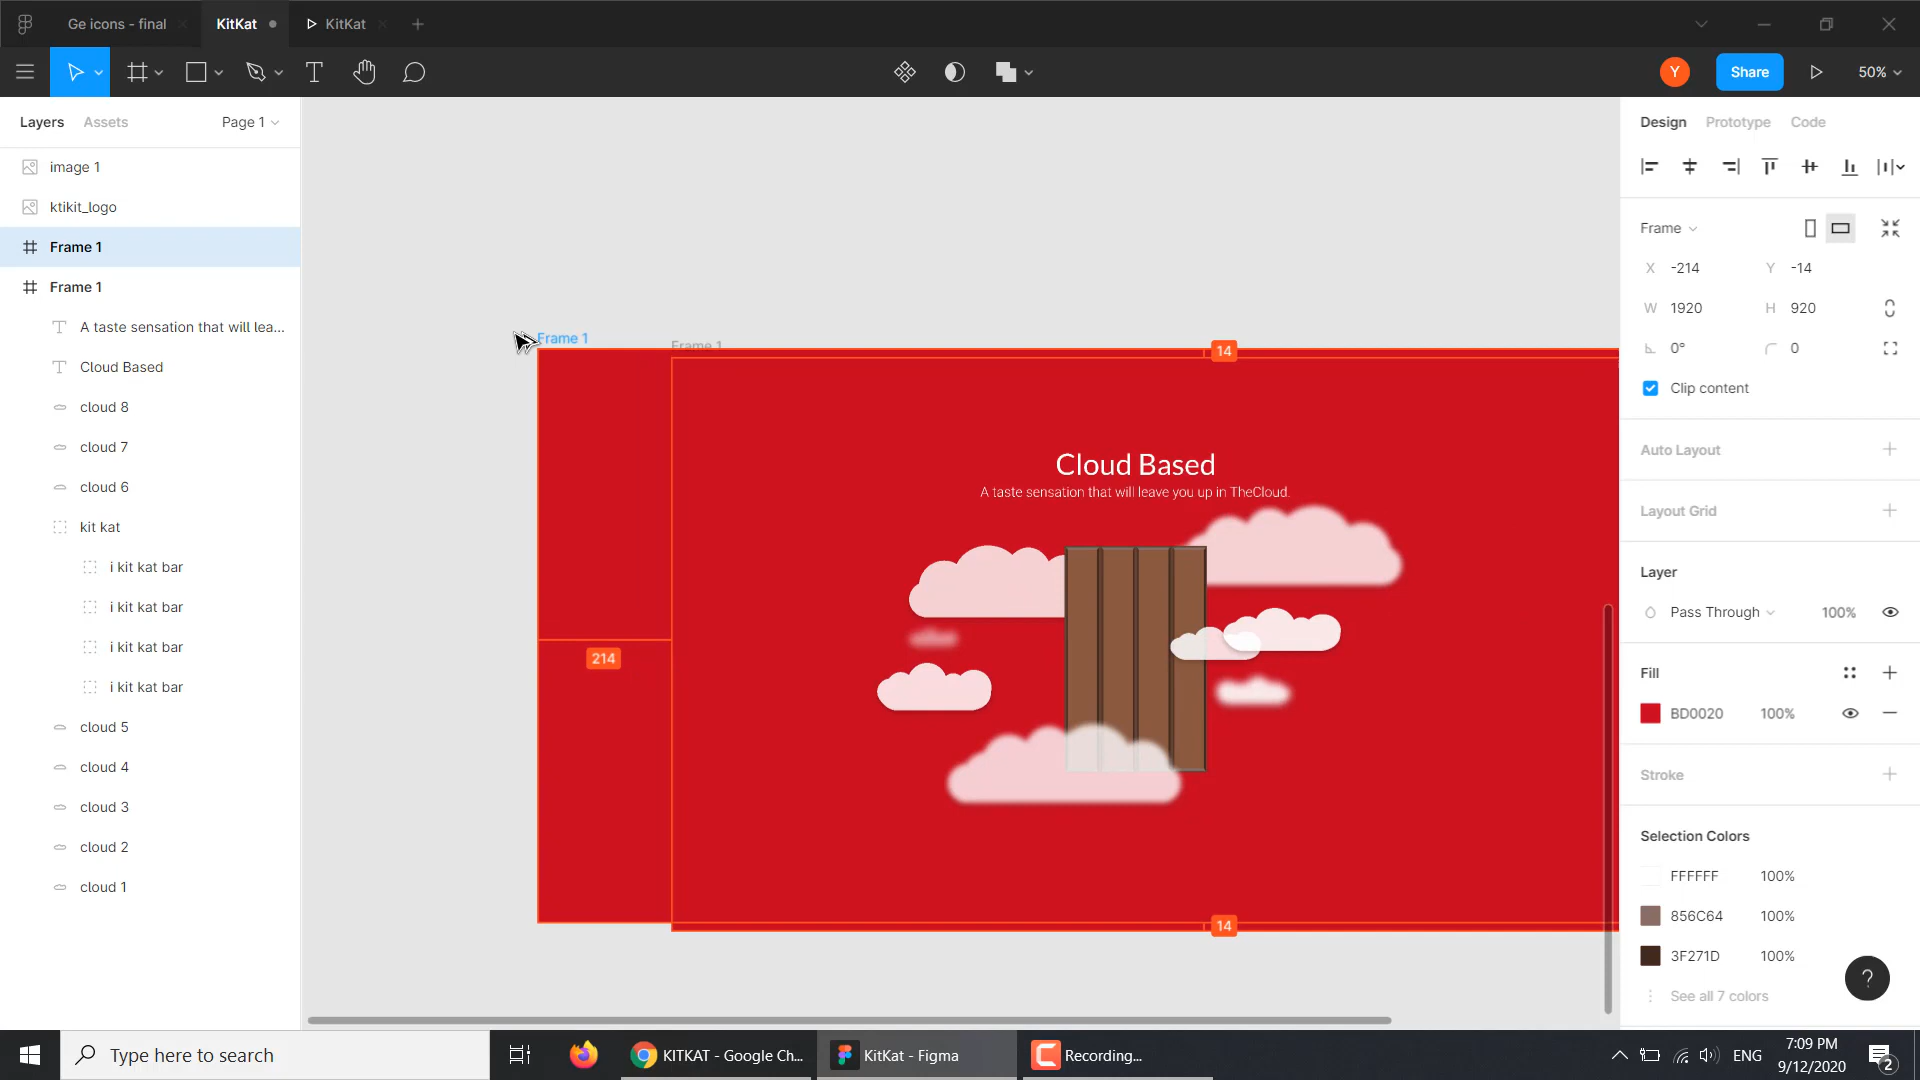 Ge icons - final
KitKat
KitKat
Y
Share
50%
Layers
Assets
Page 1
image 1
ktikit_logo
Frame 1
Frame 1
A taste sensation that will lea...
Cloud Based
cloud 8
cloud 7
cloud 6
kit kat
i kit kat bar
i kit kat bar
i kit kat bar
i kit kat bar
cloud 5
cloud 4
cloud 3
cloud 2
cloud 1
Frame 1
Frame 1
14
Cloud Based
A taste sensation that will leave you up in TheCloud.
214
14
Design
Prototype
Code
Frame
X -214
Y -14
W 1920
H 920
0°
0
Clip content
Auto Layout
Layout Grid
Layer
Pass Through
100%
Fill
BD0020
100%
Stroke
Selection Colors
FFFFFF
100%
856C64
100%
3F271D
100%
See all 7 colors
?
Type here to search
KITKAT - Google Ch...
KitKat - Figma
Recording...
ENG
7:09 PM
9/12/2020
2